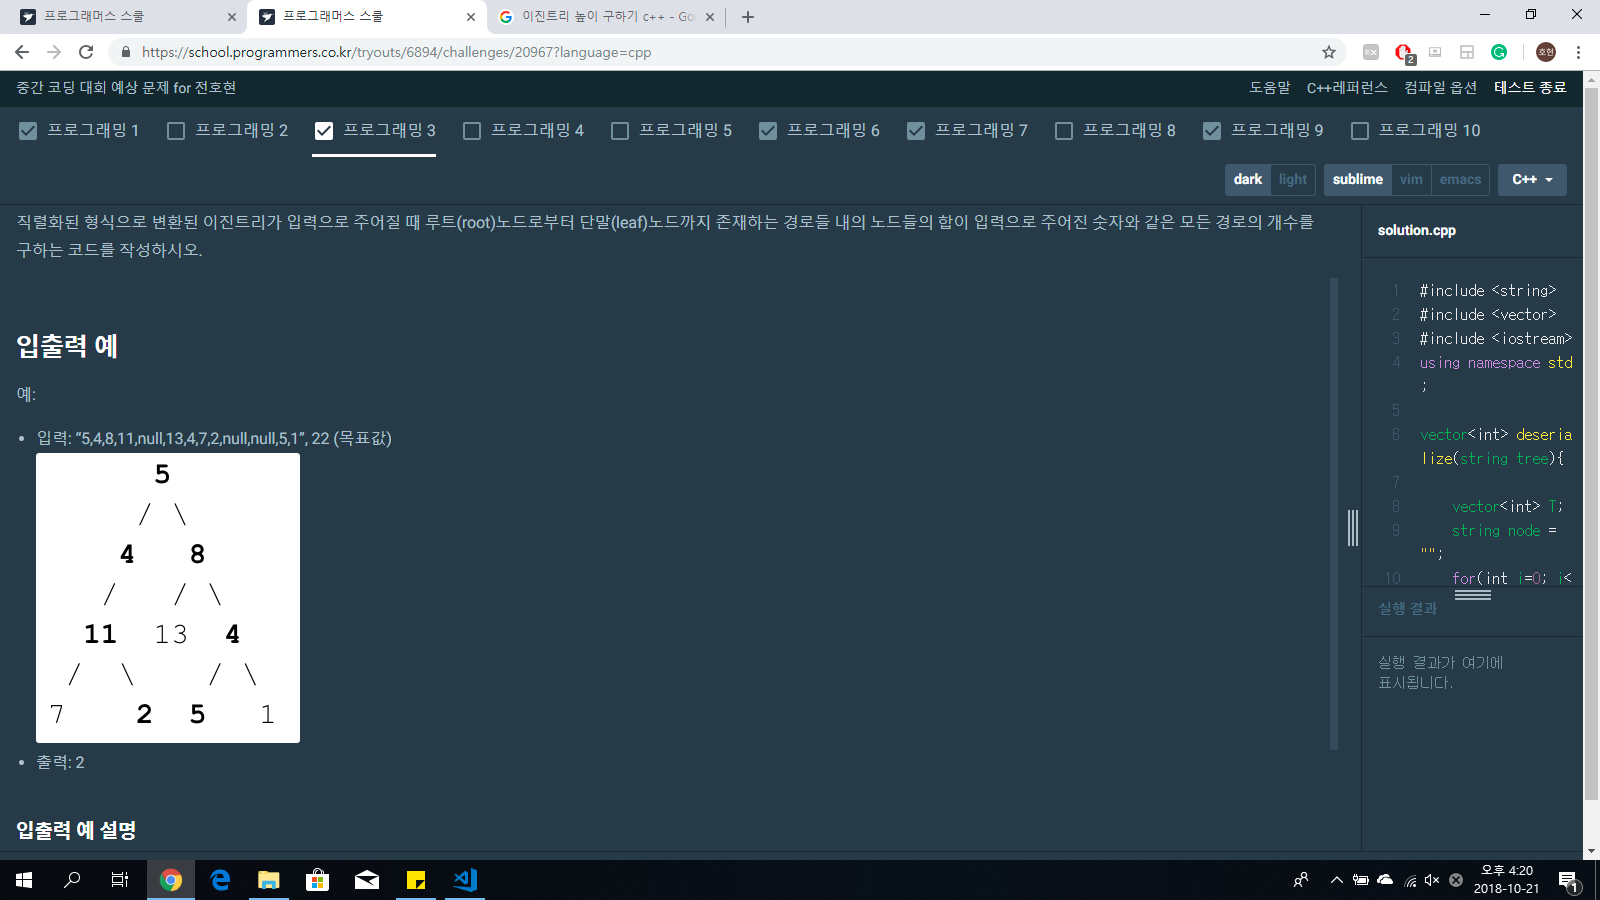 프로그래머스 스쿨
프로그래머스 스쿨
이진트리 높이 구하기 c++ - Go
https://school.programmers.co.kr/tryouts/6894/challenges/20967?language=cpp
EX
2
호현
중간 코딩 대회 예상 문제 for 전호현
도움말 C++레퍼런스 컴파일 옵션 테스트 종료
프로그래밍 1 프로그래밍 2 프로그래밍 3 프로그래밍 4 프로그래밍 5 프로그래밍 6 프로그래밍 7 프로그래밍 8 프로그래밍 9 프로그래밍 10
dark light sublime vim emacs C++
직렬화된 형식으로 변환된 이진트리가 입력으로 주어질 때 루트(root)노드로부터 단말(leaf)노드까지 존재하는 경로들 내의 노드들의 합이 입력으로 주어진 숫자와 같은 모든 경로의 개수를
구하는 코드를 작성하시오.
입출력 예
예:
• 입력: “5,4,8,11,null,13,4,7,2,null,null,5,1”, 22 (목표값)
5
/ \
4 8
/ / \
11 13 4
/ \ / \
7 2 5 1
• 출력: 2
입출력 예 설명
solution.cpp
1 #include <string>
2 #include <vector>
3 #include <iostream>
4 using namespace std
;
5
6 vector<int> deseria
lize(string tree){
7
8 vector<int> T;
9 string node =
"";
10 for(int i=0; i<
실행 결과
실행 결과가 여기에
표시됩니다.
오후 4:20
2018-10-21
1